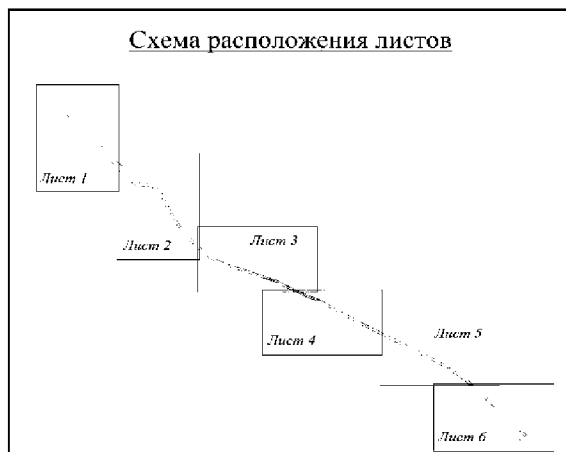 Схема расположения листов
Лист 1
Лист 2
Лист 3
Лист 4
Лист 5
Лист 6